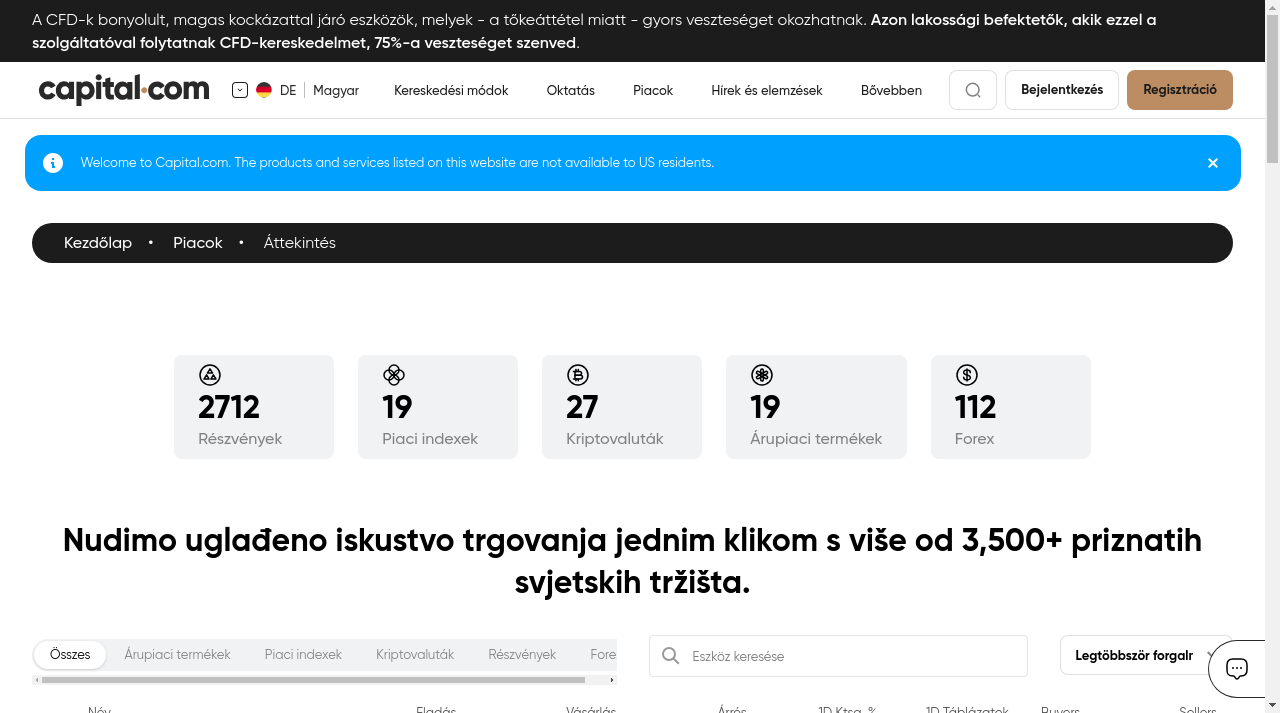 A CFD-k bonyolult, magas kockázattal járó eszközök, melyek - a tőkeáttétel miatt - gyors veszteséget okozhatnak. Azon lakossági befektetők, akik ezzel a
szolgáltatóval folytatnak CFD-kereskedelmet, 75%-a veszteséget szenved.
capital.com DE Magyar Kereskedési módok Oktatás Piacok Hírek és elemzések Bővebben Bejelentkezés Regisztráció
Welcome to Capital.com. The products and services listed on this website are not available to US residents.
Kezdőlap • Piacok • Áttekintés
2712 19 27 19 112
Részvények Piaci indexek Kriptovaluták Árupiaci termékek Forex
Nudimo uglađeno iskustvo trgovanja jednim klikom s više od 3,500+ priznatih
svjetskih tržišta.
Összes Árupiaci termékek Piaci indexek Kriptovaluták Részvények Fore Eszköz keresése Legtöbbször forgalr
Név Eladás Vásárlás Árrés 1D Ktsg. % 1D Táblázatok Buyers Sellers